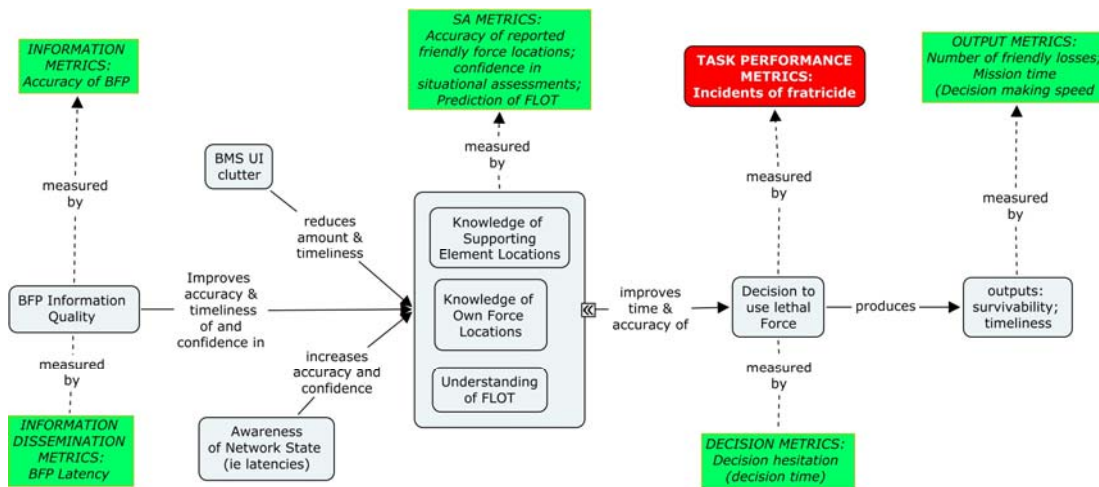 INFORMATION
METRICS:
Accuracy of BFP
SA METRICS:
Accuracy of reported
friendly force locations;
confidence in
situational assessments;
Prediction of FLOT
TASK PERFORMANCE
METRICS:
Incidents of fratricide
OUTPUT METRICS:
Number of friendly losses;
Mission time
(Decision making speed
measured
by
BMS UI
clutter
measured
by
measured
by
measured
by
reduces
amount &
timeliness
Knowledge of
Supporting
Element Locations
BFP Information
Quality
Improves
accuracy &
timeliness
of and
confidence in
Knowledge of
Own Force
Locations
improves
time &
accuracy of
Decision to
use lethal
Force
produces
outputs:
survivability;
timeliness
measured
by
increases
accuracy and
confidence
Understanding
of FLOT
measured
by
INFORMATION
DISSEMINATION
METRICS:
BFP Latency
Awareness
of Network State
(ie latencies)
DECISION METRICS:
Decision hesitation
(decision time)